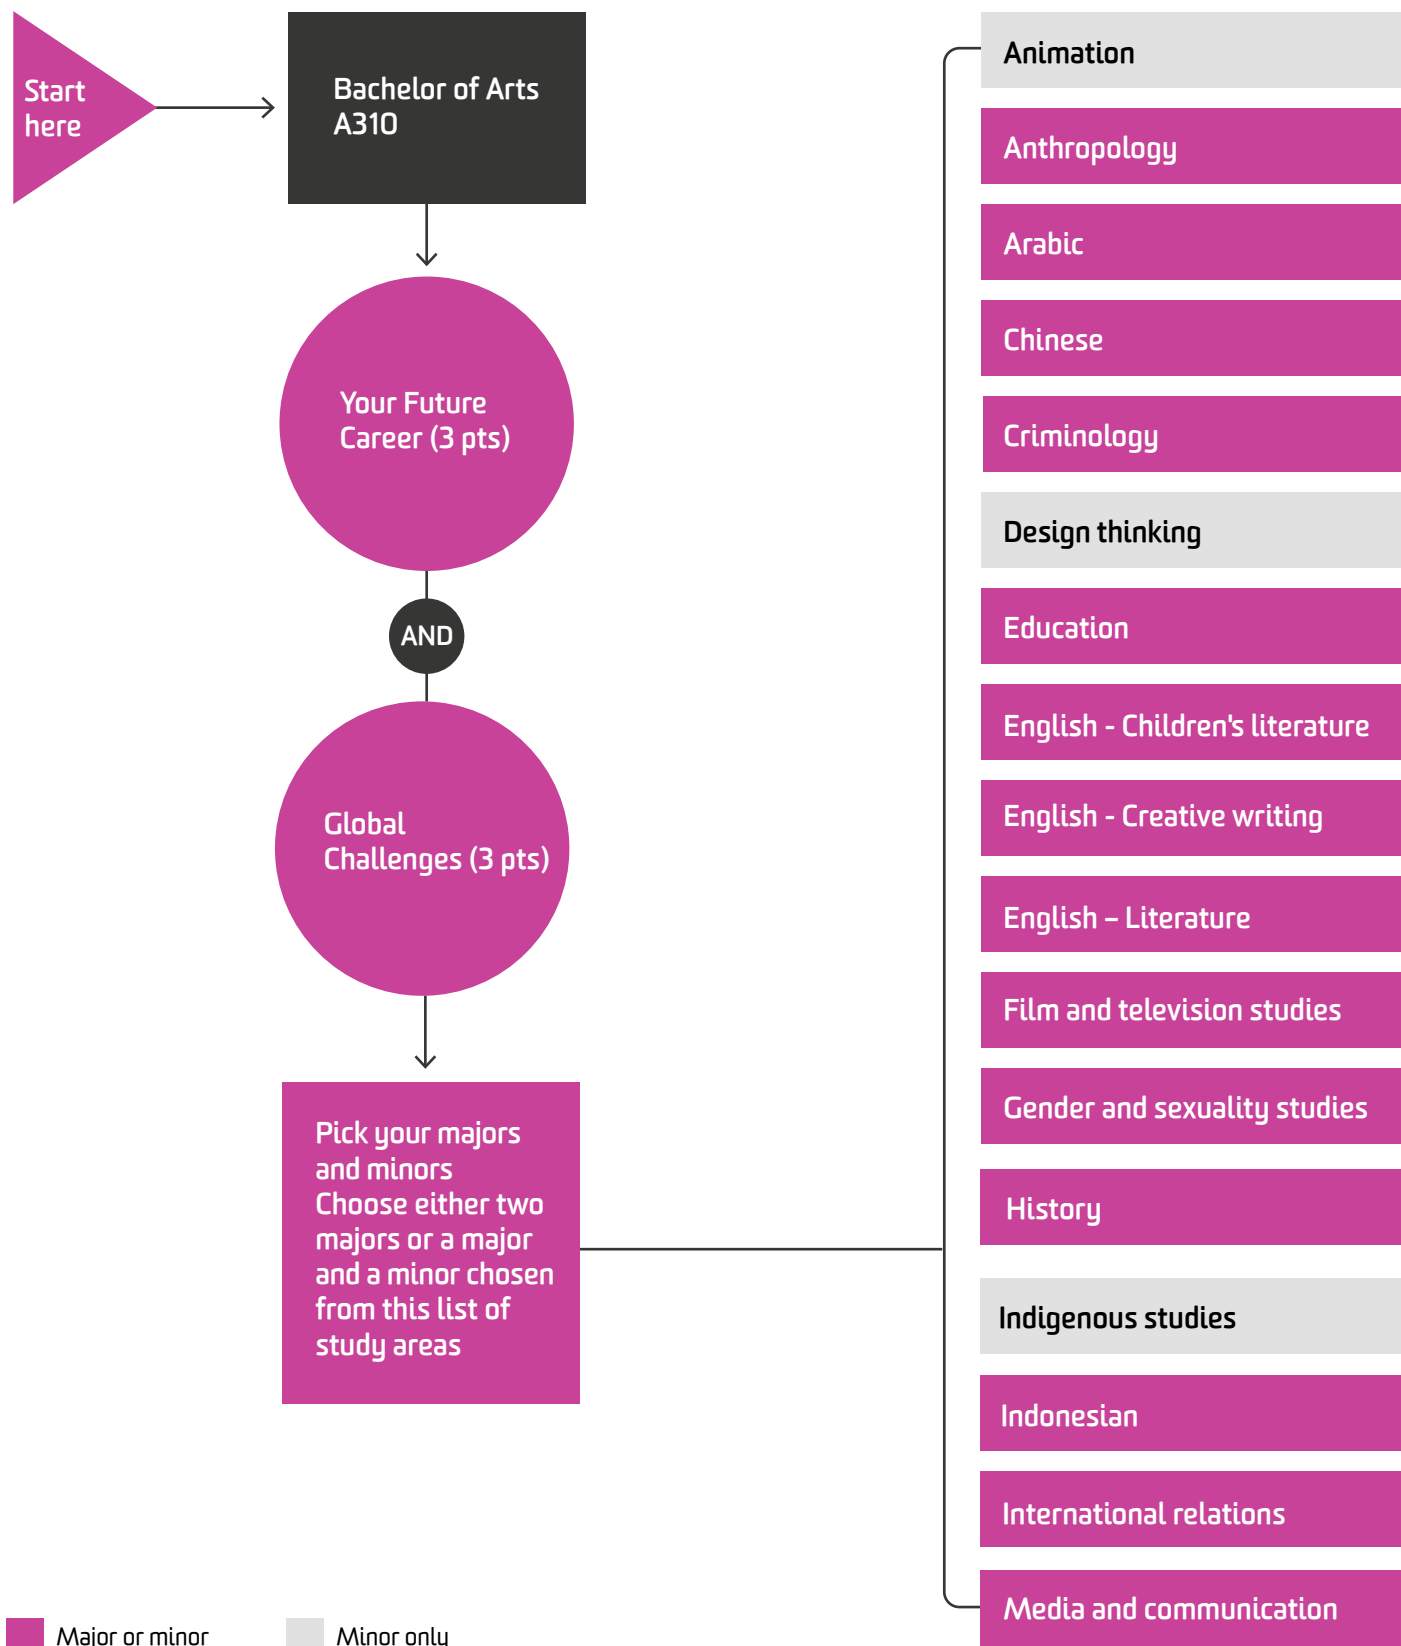 Start
here
Bachelor of Arts
A310
Your Future
Career (3 pts)
AND
Global
Challenges (3 pts)
Pick your majors
and minors
Choose either two
majors or a major
and a minor chosen
from this list of
study areas
Animation
Anthropology
Arabic
Chinese
Criminology
Design thinking
Education
English - Children's literature
English - Creative writing
English – Literature
Film and television studies
Gender and sexuality studies
History
Indigenous studies
Indonesian
International relations
Media and communication
Major or minor
Minor only